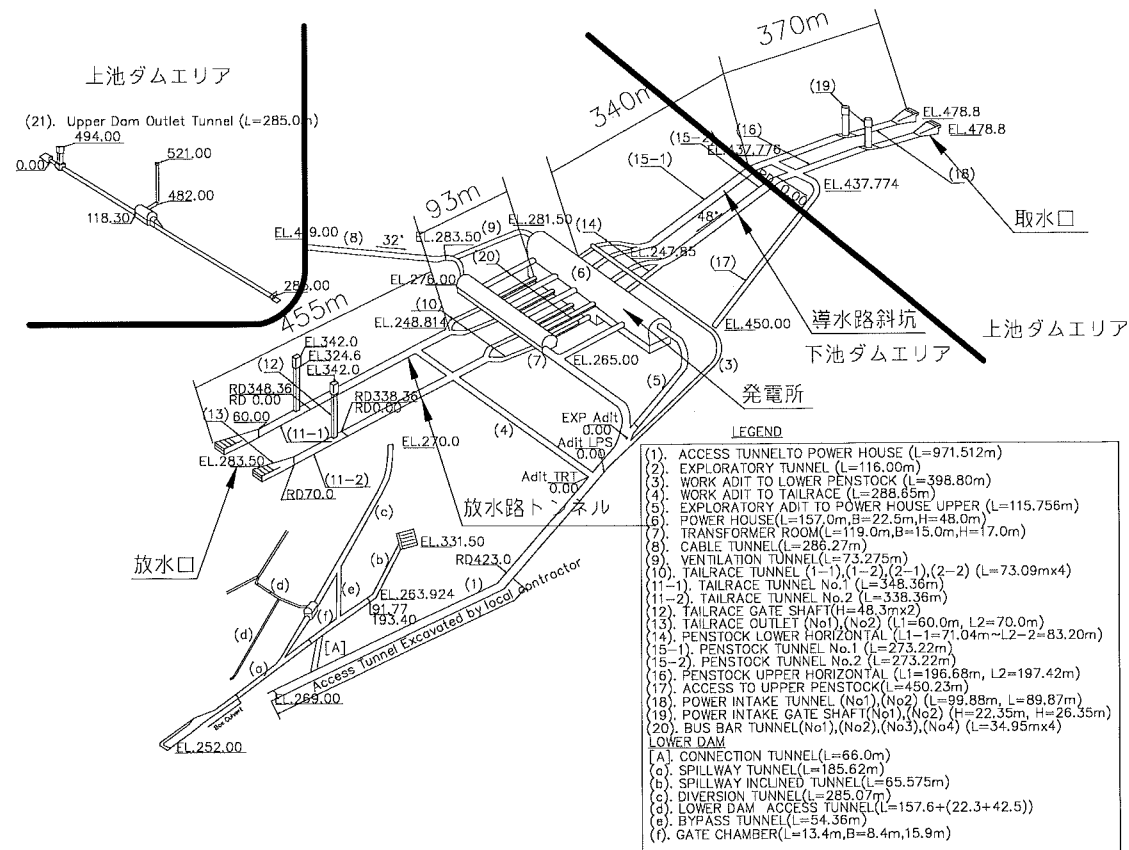 370m
上池ダムエリア
340m
(19)
EL.478.8
EL.478.8
(21). Upper Dam Outlet Tunnel (L=285.0m)
494.00
521.00
482.00
118.30
0.00
(16)
(15-2)
EL.437.776
(15-1)
EL.437.774
(18)
取水口
93m
EL.281.50
(14)
(9)
(8)
32°
EL.283.50
48°
EL.247.85
(20)
(6)
(17)
EL.276.00
455m
(10)
EL.248.814
導水路斜坑
EL.450.00
上池ダムエリア
下池ダムエリア
EL342.0
EL324.6
EL342.0
(12)
(7)
EL.265.00
(3)
(5)
発電所
RD348.36
RD 0.00
RD338.36
RD0.00
(13)
60.00
(11-1)
EL.270.0
(4)
EXP Adit
0.00
Adit LPS
0.00
EL.283.50
(11-2)
RD70.0
Adit TRT
0.00
放水路トンネル
放水口
(c)
(b)
EL.331.50
RD423.0
(1)
(d)
(e)
EL.263.924
91.77
193.40
(f)
(d)
[A]
(a)
Access Tunnel Excavated by local contractor
EL.269.00
Box Culvert
EL.252.00
LEGEND
(1). ACCESS TUNNELTO POWER HOUSE (L=971.512m)
(2). EXPLORATORY TUNNEL (L=116.00m)
(3). WORK ADIT TO LOWER PENSTOCK (L=398.80m)
(4). WORK ADIT TO TAILRACE (L=288.65m)
(5). EXPLORATORY ADIT TO POWER HOUSE UPPER (L=115.756m)
(6). POWER HOUSE(L=157.0m,B=22.5m,H=48.0m)
(7). TRANSFORMER ROOM(L=119.0m,B=15.0m,H=17.0m)
(8). CABLE TUNNEL(L=286.27m)
(9). VENTILATION TUNNEL(L=73.275m)
(10). TAILRACE TUNNEL (1-1),(1-2),(2-1),(2-2) (L=73.09mx4)
(11-1). TAILRACE TUNNEL No.1 (L=348.36m)
(11-2). TAILRACE TUNNEL No.2 (L=338.36m)
(12). TAILRACE GATE SHAFT(H=48.3mx2)
(13). TAILRACE OUTLET (No1),(No2) (L1=60.0m, L2=70.0m)
(14). PENSTOCK LOWER HORIZONTAL (L1-1=71.04m~L2-2=83.20m)
(15-1). PENSTOCK TUNNEL No.1 (L=273.22m)
(15-2). PENSTOCK TUNNEL No.2 (L=273.22m)
(16). PENSTOCK UPPER HORIZONTAL (L1=196.68m, L2=197.42m)
(17). ACCESS TO UPPER PENSTOCK(L=450.23m)
(18). POWER INTAKE TUNNEL (No1),(No2) (L=99.88m, L=89.87m)
(19). POWER INTAKE GATE SHAFT(No1),(No2) (H=22.35m, H=26.35m)
(20). BUS BAR TUNNEL(No1),(No2),(No3),(No4) (L=34.95mx4)
LOWER DAM
[A]. CONNECTION TUNNEL(L=66.0m)
(a). SPILLWAY TUNNEL(L=185.62m)
(b). SPILLWAY INCLINED TUNNEL(L=65.575m)
(c). DIVERSION TUNNEL(L=285.07m)
(d). LOWER DAM ACCESS TUNNEL(L=157.6+(22.3+42.5))
(e). BYPASS TUNNEL(L=54.36m)
(f). GATE CHAMBER(L=13.4m,B=8.4m,15.9m)